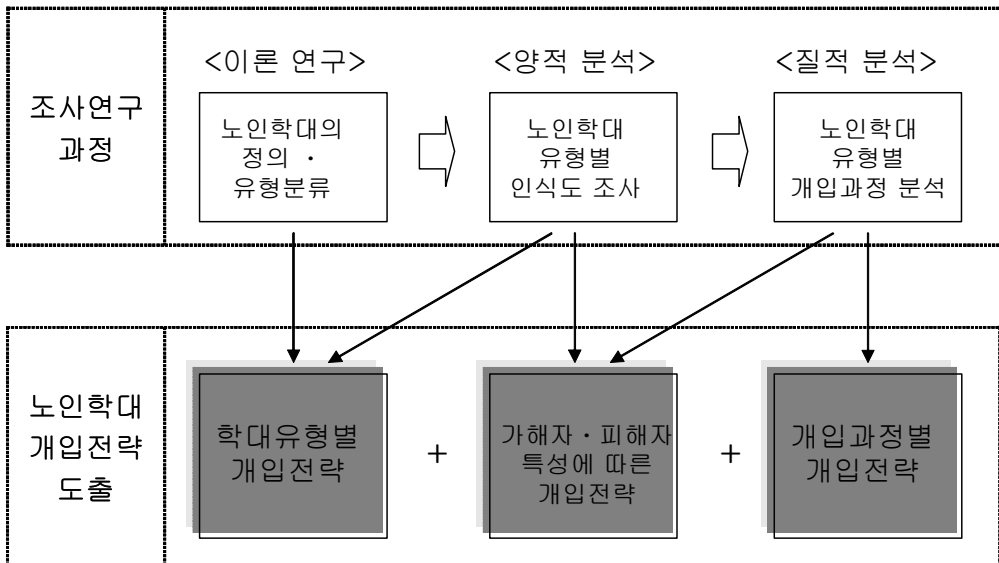 조사연구
과정
<이론 연구>
노인학대의
정의 ·
유형분류
<양적 분석>
노인학대
유형별
인식도 조사
<질적 분석>
노인학대
유형별
개입과정 분석
노인학대
개입전략
도출
학대유형별
개입전략
+
가해자 · 피해자
특성에 따른
개입전략
+
개입과정별
개입전략